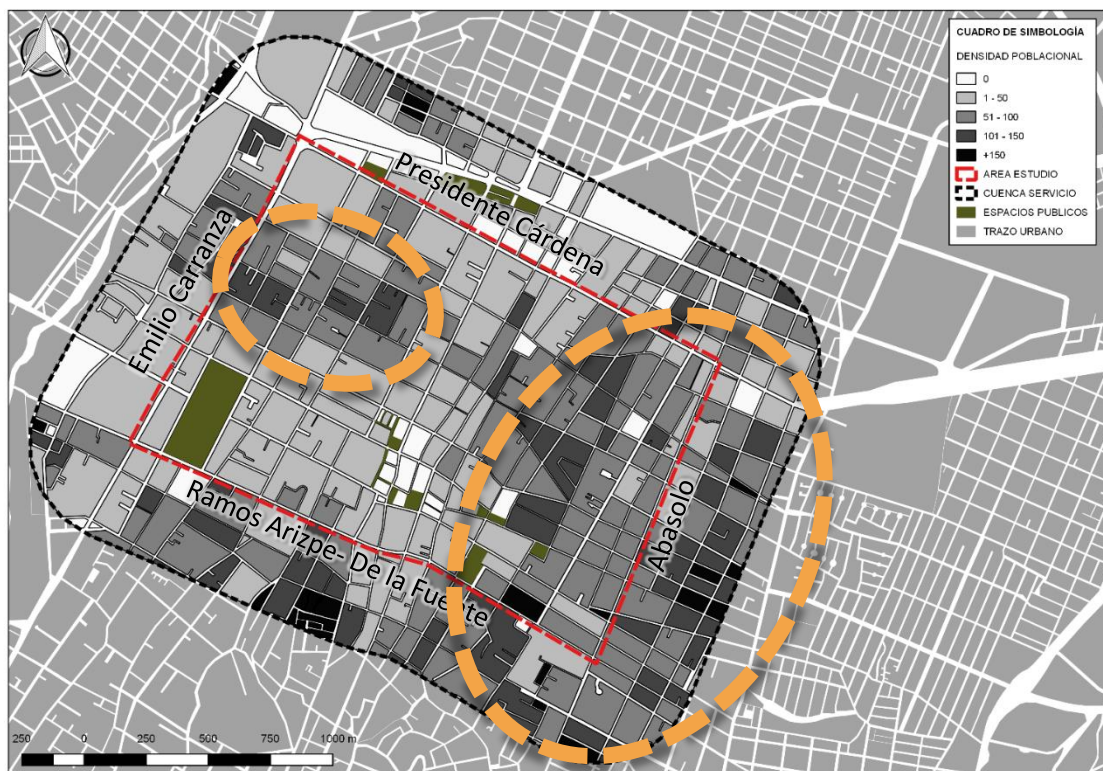 CUADRO DE SIMBOLOGÍA
DENSIDAD POBLACIONAL
0
1 - 50
51 - 100
101 - 150
+150
AREA ESTUDIO
CUENCA SERVICIO
ESPACIOS PUBLICOS
TRAZO URBANO
Presidente Cárdena
Emilio Carranza
Abasolo
Ramos Arizpe- De la Fuente
250 0 250 500 750 1000 m